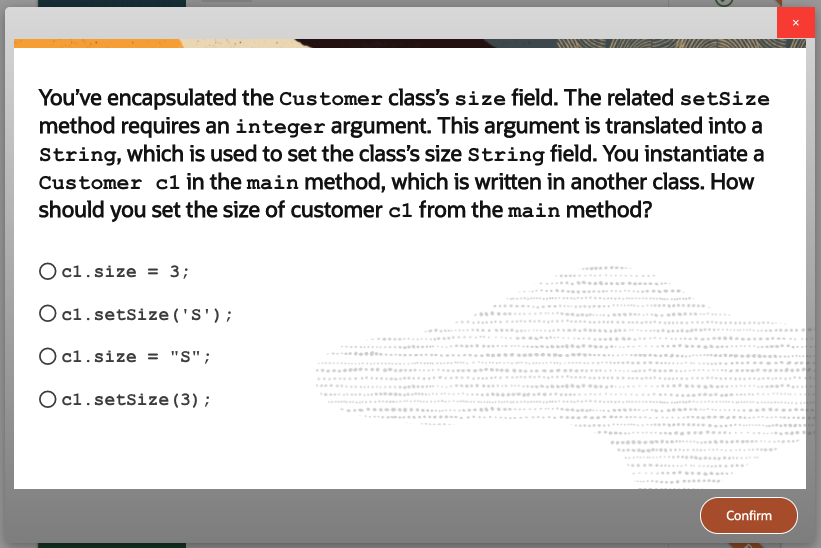 ×
You've encapsulated the Customer class's size field. The related setSize
method requires an integer argument. This argument is translated into a
String, which is used to set the class's size String field. You instantiate a
Customer c1 in the main method, which is written in another class. How
should you set the size of customer c1 from the main method?
c1.size = 3;
c1.setSize('S');
c1.size = "S";
c1.setSize(3);
Confirm